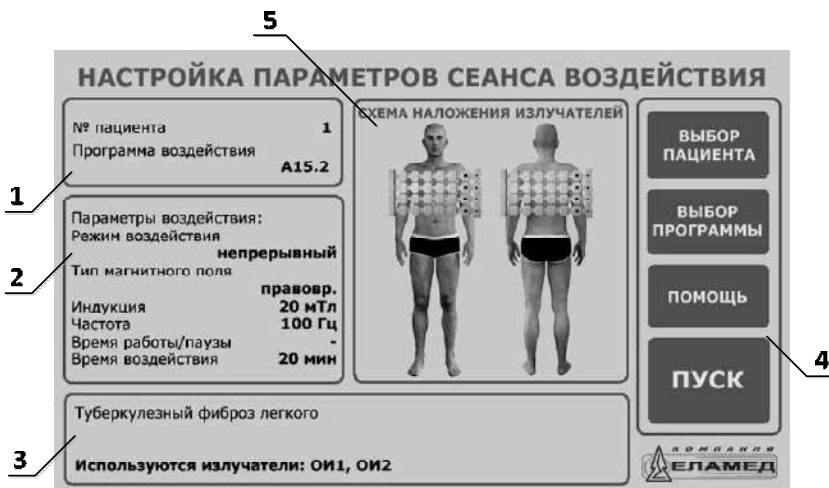 5
НАСТРОЙКА ПАРАМЕТРОВ СЕАНСА ВОЗДЕЙСТВИЯ
№ пациента 1
Программа воздействия
А15.2
1
Параметры воздействия:
Режим воздействия
непрерывный
2
Тип магнитного поля
правовр.
Индукция 20 мТл
Частота 100 Гц
Время работы/паузы -
Время воздействия 20 мин
СХЕМА НАЛОЖЕНИЯ ИЗЛУЧАТЕЛЕЙ
ВЫБОР
ПАЦИЕНТА
ВЫБОР
ПРОГРАММЫ
ПОМОЩЬ
ПУСК
4
Туберкулезный фиброз легкого
3
Используются излучатели: ОИ1, ОИ2
КОМПАНИЯ
ЕЛАМЕД